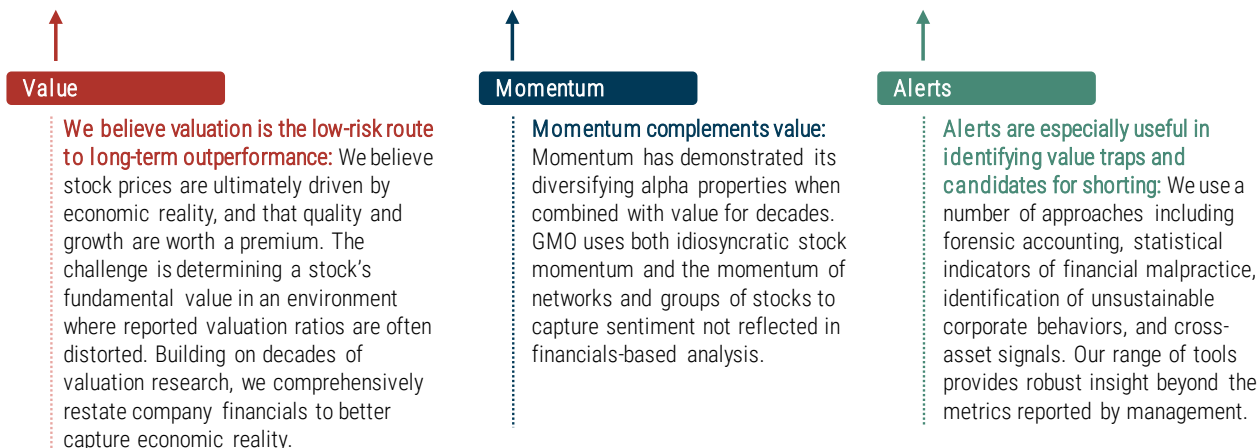 Value
We believe valuation is the low-risk route
to long-term outperformance: We believe
stock prices are ultimately driven by
economic reality, and that quality and
growth are worth a premium. The
challenge is determining a stock's
fundamental value in an environment
where reported valuation ratios are often
distorted. Building on decades of
valuation research, we comprehensively
restate company financials to better
capture economic reality.
Momentum
Momentum complements value:
Momentum has demonstrated its
diversifying alpha properties when
combined with value for decades.
GMO uses both idiosyncratic stock
momentum and the momentum of
networks and groups of stocks to
capture sentiment not reflected in
financials-based analysis.
Alerts
Alerts are especially useful in
identifying value traps and
candidates for shorting: We use a
number of approaches including
forensic accounting, statistical
indicators of financial malpractice,
identification of unsustainable
corporate behaviors, and cross-
asset signals. Our range of tools
provides robust insight beyond the
metrics reported by management.